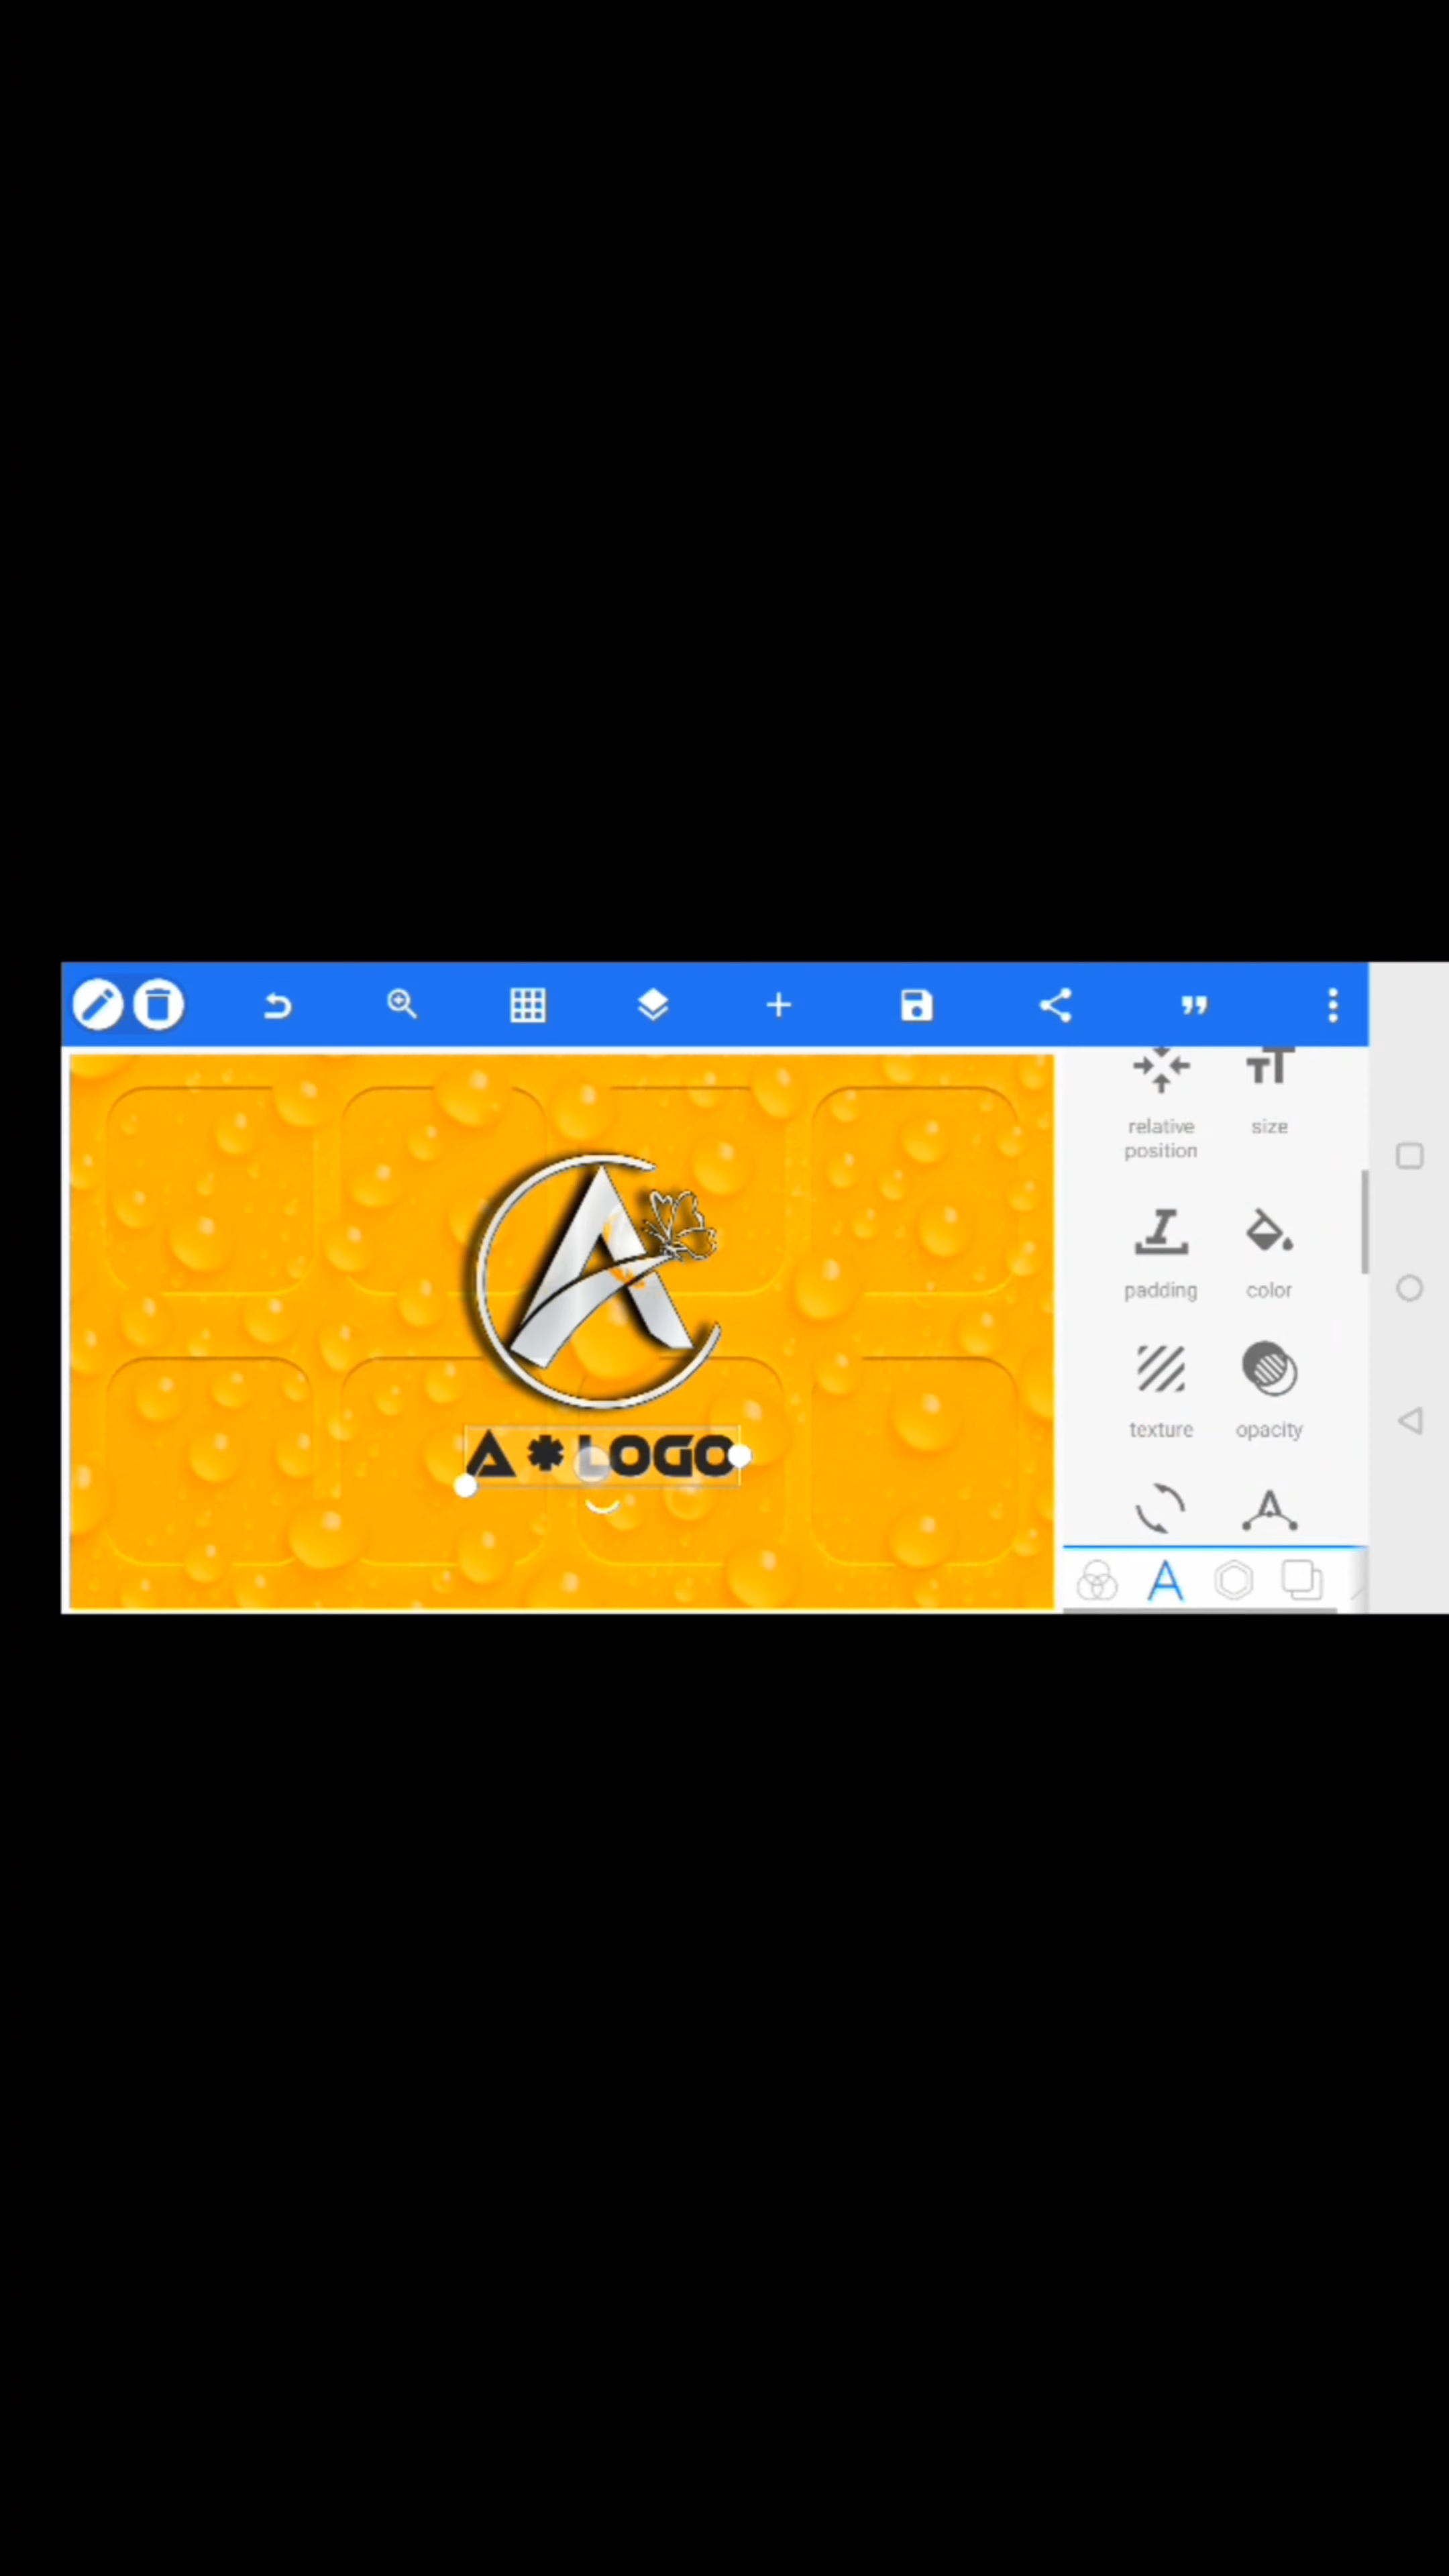 relative
position
size
padding
color
texture
opacity
A
A * LOGO